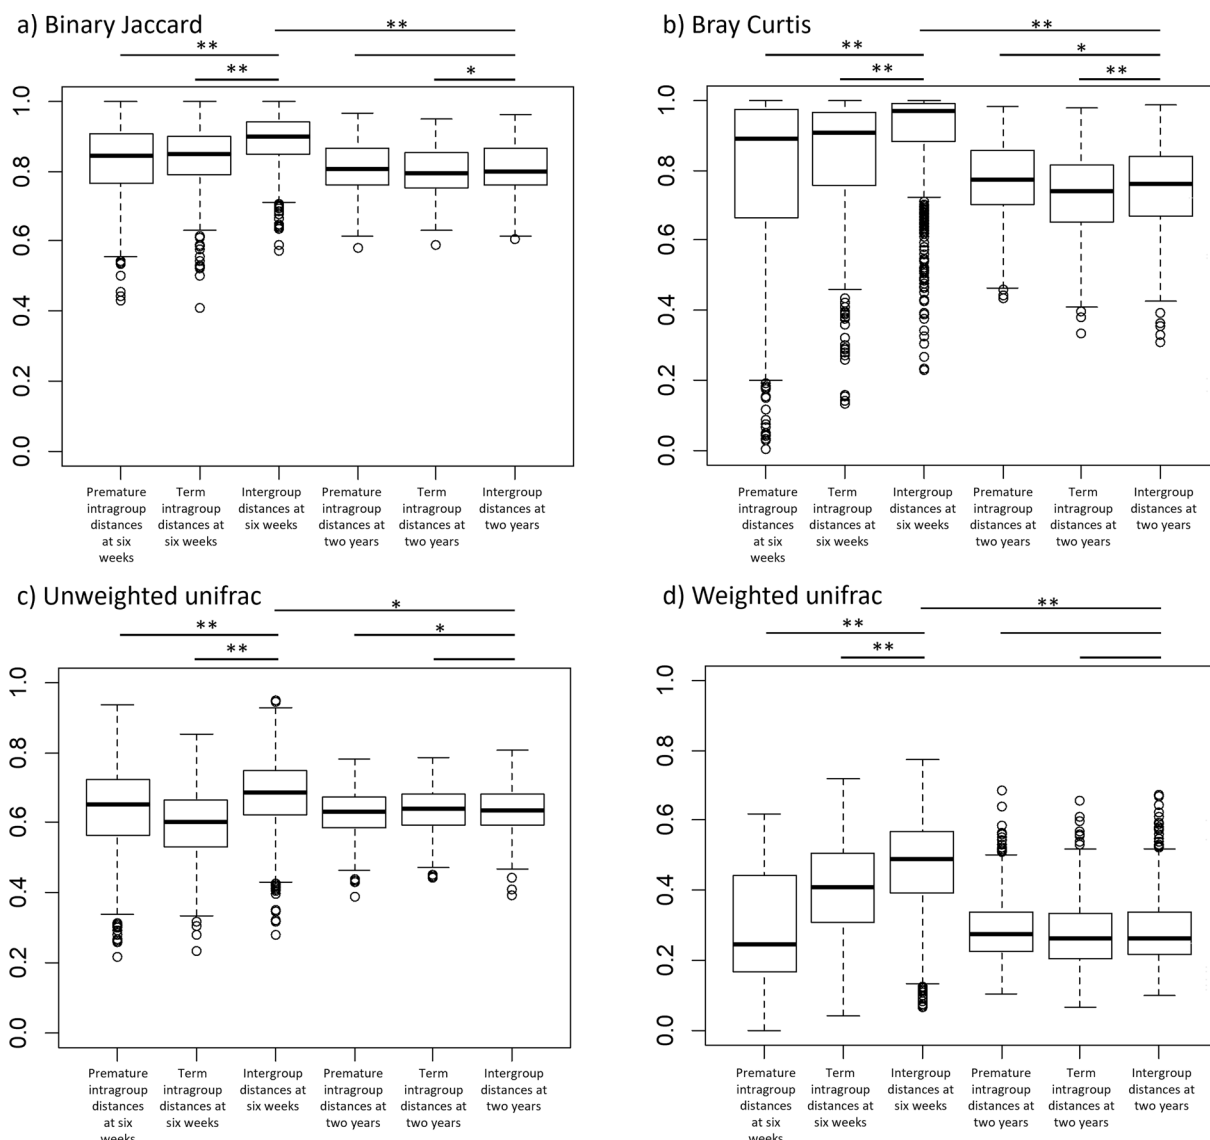 a) Binary Jaccard
**
**
**
*
0.0 0.2 0.4 0.6 0.8 1.0
Premature
intragroup
distances
at six
weeks
Term
intragroup
distances at
six weeks
Intergroup
distances at
six weeks
Premature
intragroup
distances at
two years
Term
intragroup
distances at
two years
Intergroup
distances at
two years
b) Bray Curtis
**
**
*
**
**
0.0 0.2 0.4 0.6 0.8 1.0
Premature
intragroup
distances
at six
weeks
Term
intragroup
distances at
six weeks
Intergroup
distances at
six weeks
Premature
intragroup
distances at
two years
Term
intragroup
distances at
two years
Intergroup
distances at
two years
c) Unweighted unifrac
*
**
*
**
0.0 0.2 0.4 0.6 0.8 1.0
Premature
intragroup
distances
at six
weeks
Term
intragroup
distances at
six weeks
Intergroup
distances at
six weeks
Premature
intragroup
distances at
two years
Term
intragroup
distances at
two years
Intergroup
distances at
two years
d) Weighted unifrac
**
**
**
0.0 0.2 0.4 0.6 0.8 1.0
Premature
intragroup
distances
at six
weeks
Term
intragroup
distances at
six weeks
Intergroup
distances at
six weeks
Premature
intragroup
distances at
two years
Term
intragroup
distances at
two years
Intergroup
distances at
two years